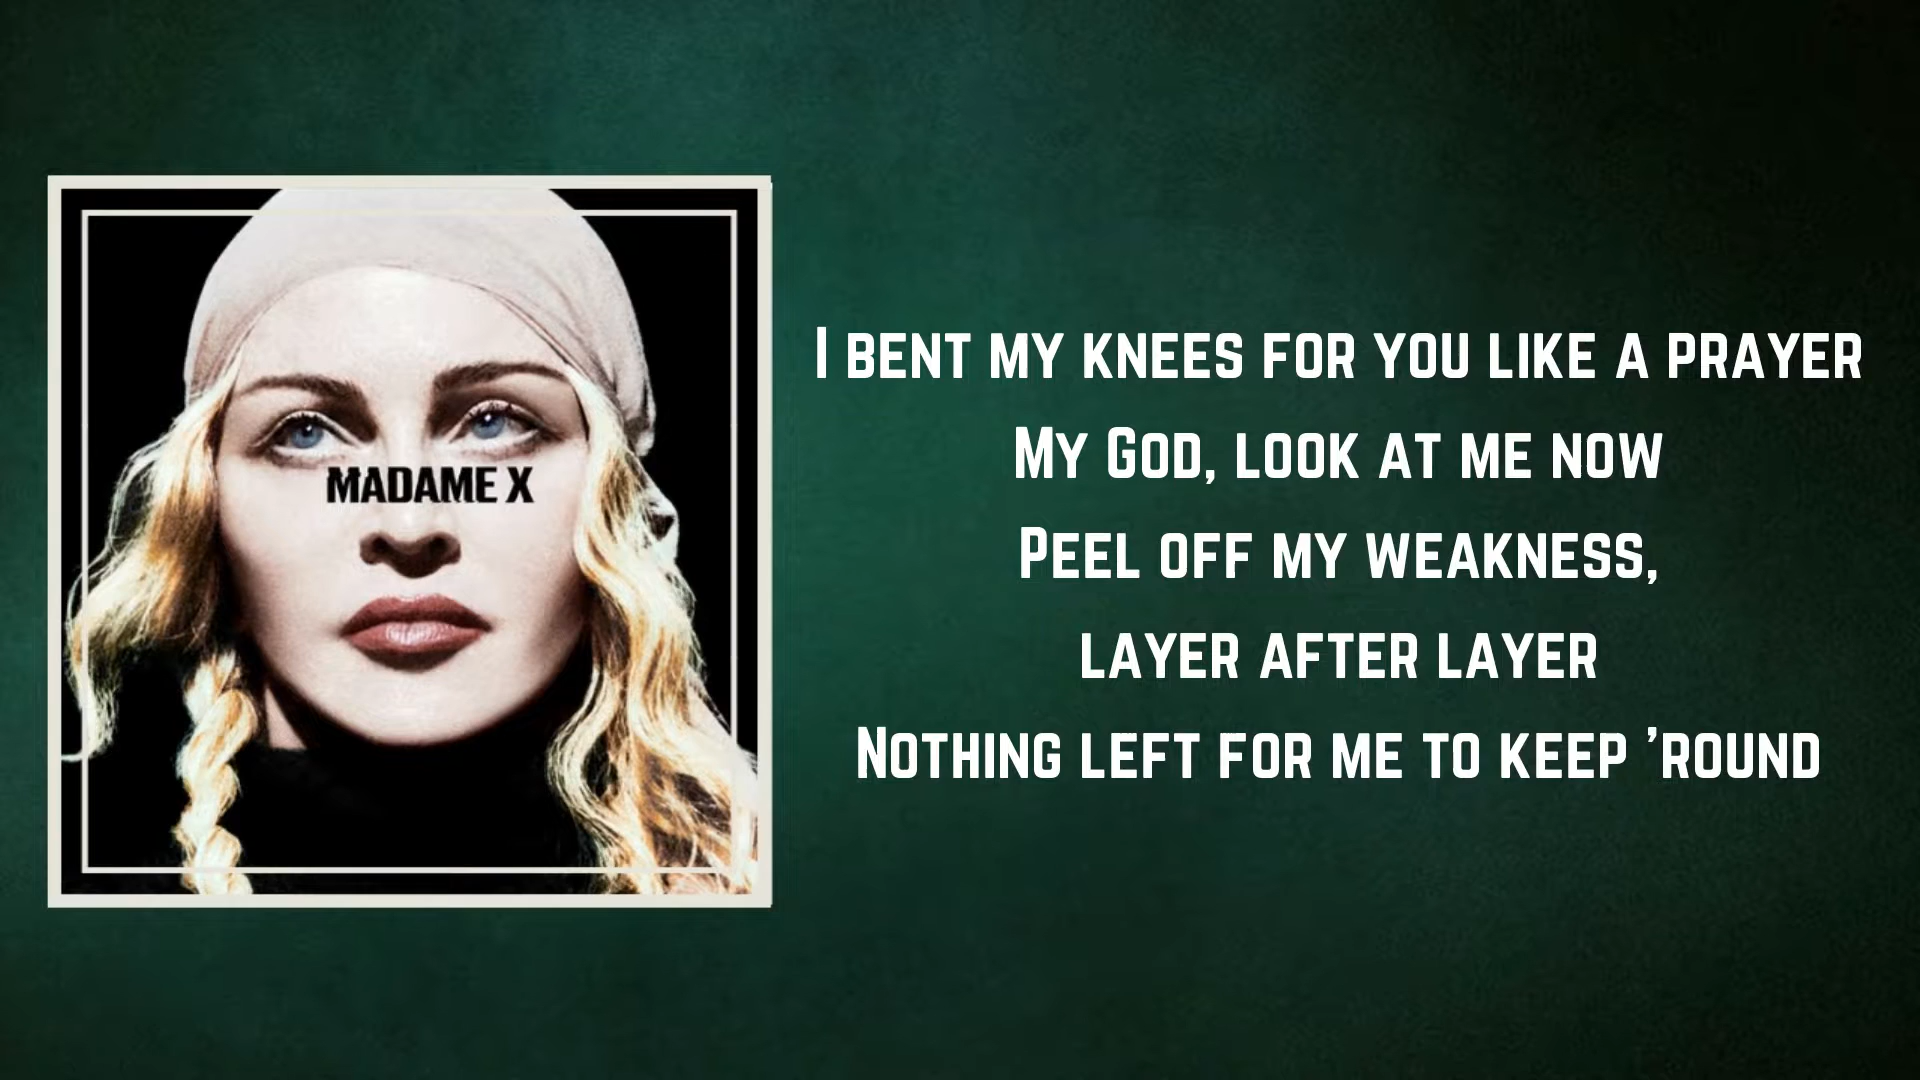 MADAME X
I BENT MY KNEES FOR YOU LIKE A PRAYER
MY GOD, LOOK AT ME NOW
PEEL OFF MY WEAKNESS,
LAYER AFTER LAYER
NOTHING LEFT FOR ME TO KEEP 'ROUND